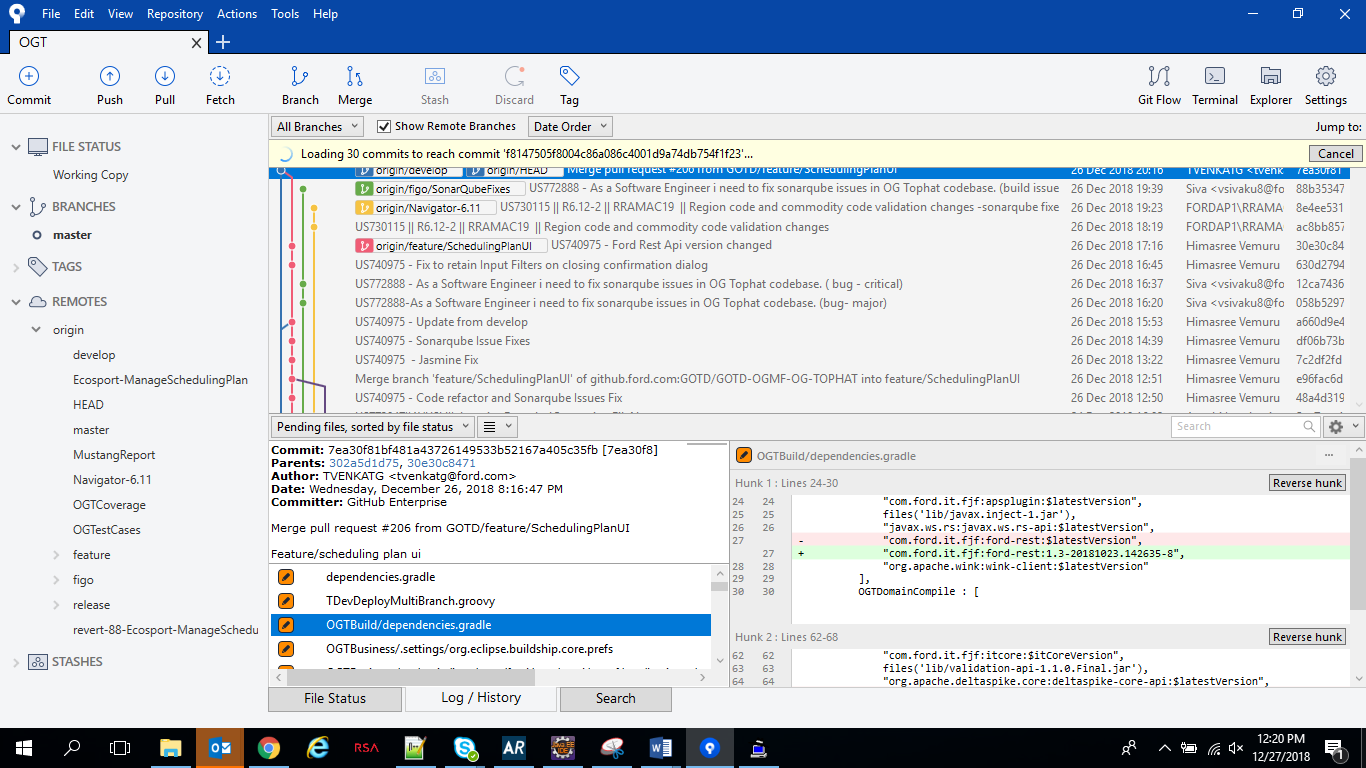 File Edit View Repository Actions Tools Help
OGT
Commit Push Pull Fetch Branch Merge Stash Discard Tag Git Flow Terminal Explorer Settings
All Branches Show Remote Branches Date Order Jump to:
Loading 30 commits to reach commit 'f8147505f8004c86a086c4001d9a74db754f1f23'... Cancel
FILE STATUS
Working Copy
BRANCHES
master
TAGS
REMOTES
origin
develop
Ecosport-ManageSchedulingPlan
HEAD
master
MustangReport
Navigator-6.11
OGTCoverage
OGTestCases
feature
figo
release
revert-88-Ecosport-ManageSchedu
STASHES
origin/develop origin/HEAD Merge pull request #206 from GOTD/feature/SchedulingPlanUI 26 Dec 2018 20:16 TVENKATG <tvenk 7ea30f81
origin/figo/SonarQubeFixes US772888 - As a Software Engineer i need to fix sonarqube issues in OG Tophat codebase. (build issue 26 Dec 2018 19:39 Siva <vsivaku8@fo 88b35347
origin/Navigator-6.11 US730115 || R6.12-2 || RRAMAC19 || Region code and commodity code validation changes -sonarqube fixe 26 Dec 2018 19:23 FORDAP1\RRAMA 8e4ee531
US730115 || R6.12-2 || RRAMAC19 || Region code and commodity code validation changes 26 Dec 2018 18:19 FORDAP1\RRAMA ac8bb857
origin/feature/SchedulingPlanUI US740975 - Ford Rest Api version changed 26 Dec 2018 17:16 Himasree Vemuru 30e30c84
US740975 - Fix to retain Input Filters on closing confirmation dialog 26 Dec 2018 16:45 Himasree Vemuru 630d2794
US772888 - As a Software Engineer i need to fix sonarqube issues in OG Tophat codebase. ( bug - critical) 26 Dec 2018 16:37 Siva <vsivaku8@fo 12ca7436
US772888-As a Software Engineer i need to fix sonarqube issues in OG Tophat codebase. (bug- major) 26 Dec 2018 16:20 Siva <vsivaku8@fo 058b5297
US740975 - Update from develop 26 Dec 2018 15:53 Himasree Vemuru a660d9e4
US740975 - Sonarqube Issue Fixes 26 Dec 2018 14:39 Himasree Vemuru df06b73b
US740975 - Jasmine Fix 26 Dec 2018 13:22 Himasree Vemuru 7c2df2fd
Merge branch 'feature/SchedulingPlanUI' of github.ford.com:GOTD/GOTD-OGMF-OG-TOPHAT into feature/SchedulingPlanUI 26 Dec 2018 12:51 Himasree Vemuru e96fac6d
US740975 - Code refactor and Sonarqube Issues Fix 26 Dec 2018 12:50 Himasree Vemuru 48a4d319
Pending files, sorted by file status Search
Commit: 7ea30f81bf481a43726149533b52167a405c35fb [7ea30f8]
Parents: 302a5d1d75, 30e30c8471
Author: TVENKATG <tvenkatg@ford.com>
Date: Wednesday, December 26, 2018 8:16:47 PM
Committer: GitHub Enterprise
Merge pull request #206 from GOTD/feature/SchedulingPlanUI
Feature/scheduling plan ui
dependencies.gradle
TDevDeployMultiBranch.groovy
OGTBuild/dependencies.gradle
OGTBusiness/.settings/org.eclipse.buildship.core.prefs
OGTBuild/dependencies.gradle ...
Hunk 1 : Lines 24-30 Reverse hunk
24 24 "com.ford.it.fjf:apsplugin:$latestVersion",
25 25 files('lib/javax.inject-1.jar'),
26 26 "javax.ws.rs:javax.ws.rs-api:$latestVersion",
27 - "com.ford.it.fjf:ford-rest:$latestVersion",
27 + "com.ford.it.fjf:ford-rest:1.3-20181023.142635-8",
28 28 "org.apache.wink:wink-client:$latestVersion"
29 29 ],
30 30 OGTDomainCompile : [
Hunk 2 : Lines 62-68 Reverse hunk
62 62 "com.ford.it:itcore:$itCoreVersion",
63 63 files('lib/validation-api-1.1.0.Final.jar'),
64 64 "org.apache.deltaspike.core:deltaspike-core-api:$latestVersion",
File Status Log / History Search
RSA AR
12:20 PM
12/27/2018
1